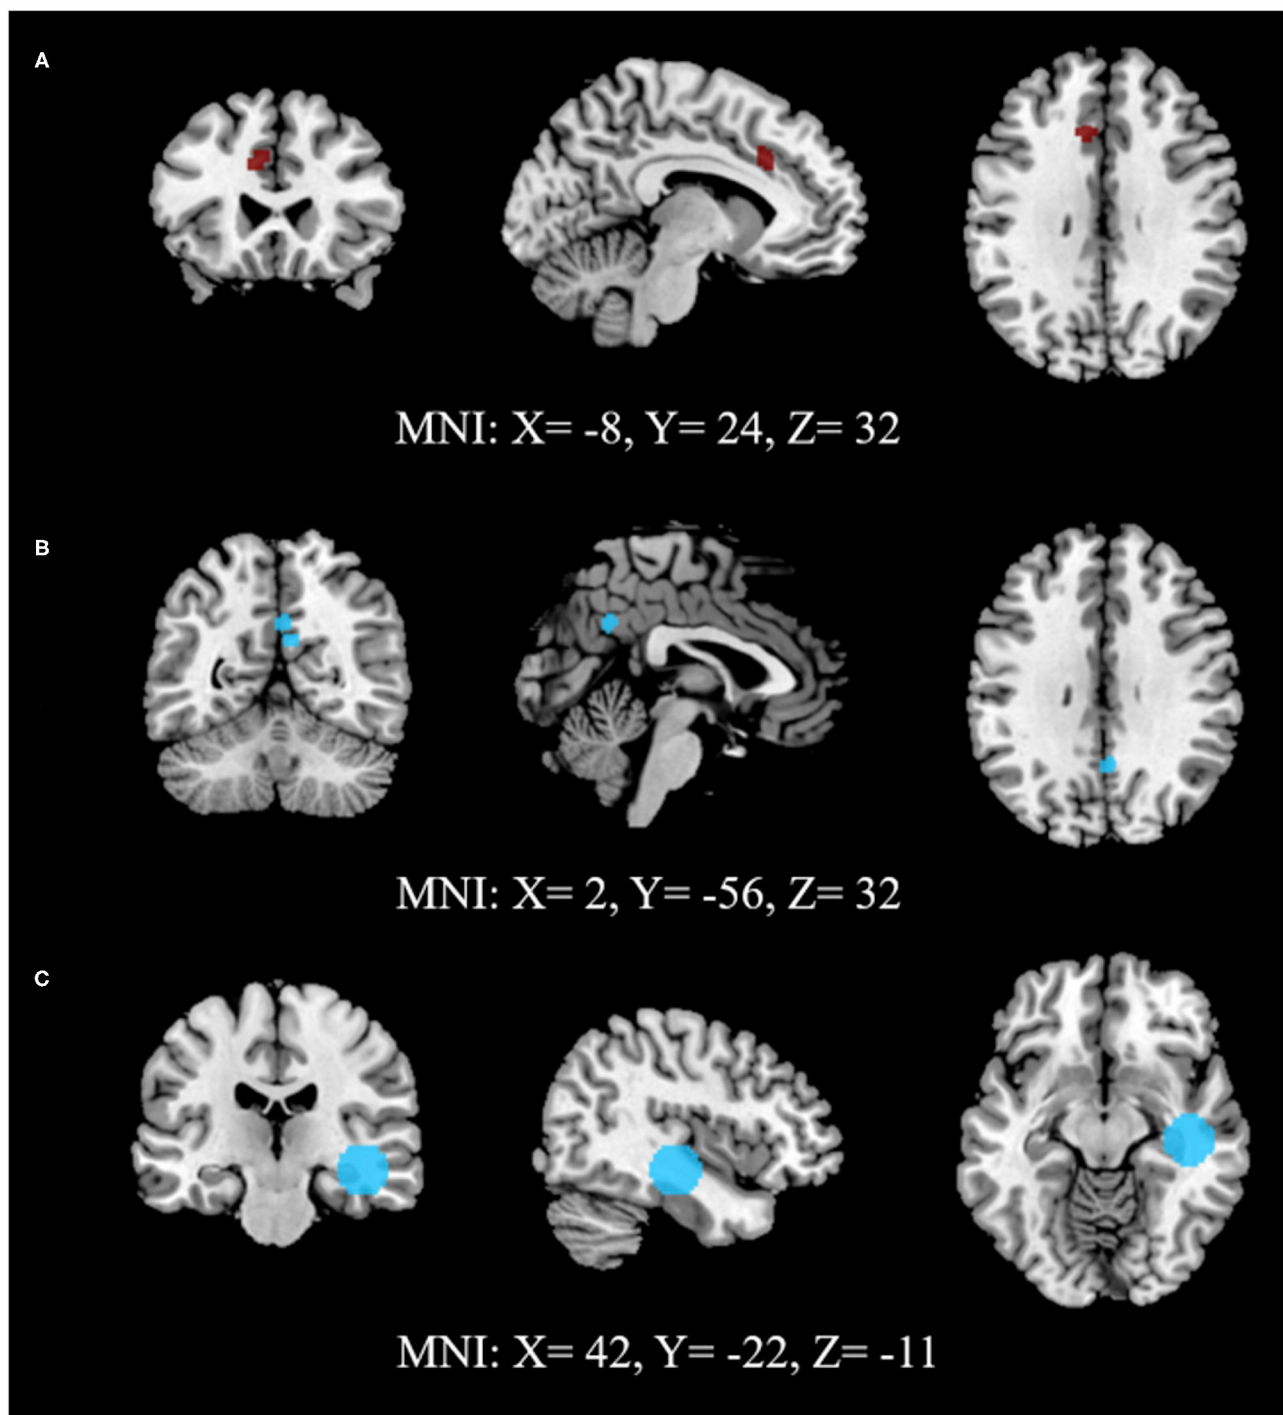 A
MNI: X= -8, Y= 24, Z= 32
B
MNI: X= 2, Y= -56, Z= 32
C
MNI: X= 42, Y= -22, Z= -11